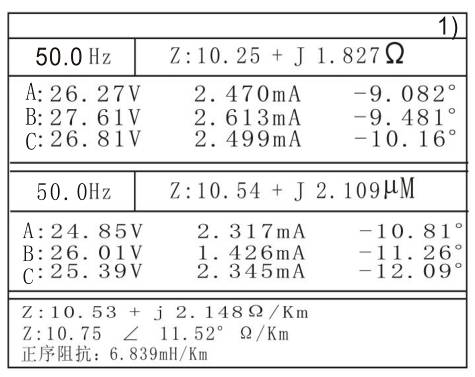 1)
50.0 Hz Z:10.25 + J 1.827Ω
A:26.27V 2.470mA -9.082°
B:27.61V 2.613mA -9.481°
C:26.81V 2.499mA -10.16°
50.0Hz Z:10.54 + J 2.109μM
A:24.85V 2.317mA -10.81°
B:26.01V 1.426mA -11.26°
C:25.39V 2.345mA -12.09°
Z:10.53 + j 2.148Ω/Km
Z:10.75 ∠ 11.52° Ω/Km
正序阻抗: 6.839mH/Km